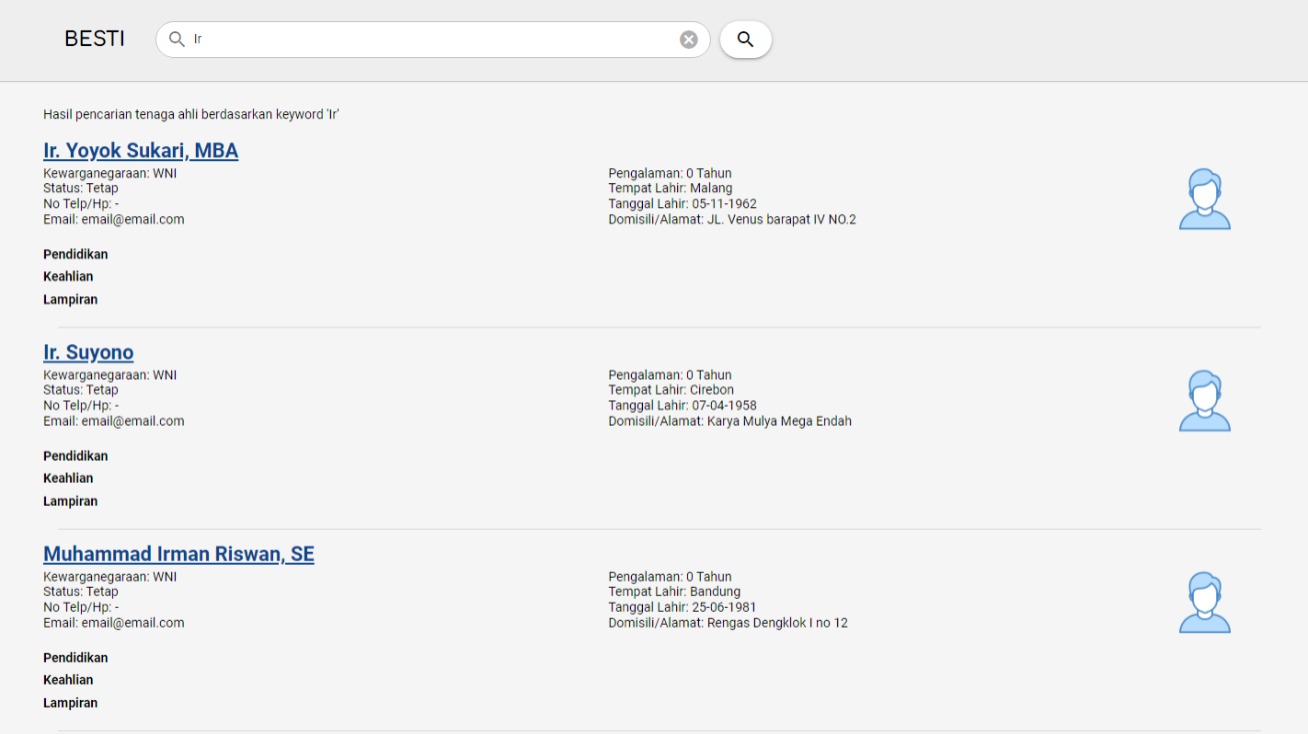 BESTI
Ir
Hasil pencarian tenaga ahli berdasarkan keyword 'Ir'
Ir. Yoyok Sukari, MBA
Kewarganegaraan: WNI
Status: Tetap
No Telp/Hp: -
Email: email@email.com
Pengalaman: 0 Tahun
Tempat Lahir: Malang
Tanggal Lahir: 05-11-1962
Domisili/Alamat: JL. Venus barapat IV NO.2
Pendidikan
Keahlian
Lampiran
Ir. Suyono
Kewarganegaraan: WNI
Status: Tetap
No Telp/Hp: -
Email: email@email.com
Pengalaman: 0 Tahun
Tempat Lahir: Cirebon
Tanggal Lahir: 07-04-1958
Domisili/Alamat: Karya Mulya Mega Endah
Pendidikan
Keahlian
Lampiran
Muhammad Irman Riswan, SE
Kewarganegaraan: WNI
Status: Tetap
No Telp/Hp: -
Email: email@email.com
Pengalaman: 0 Tahun
Tempat Lahir: Bandung
Tanggal Lahir: 25-06-1981
Domisili/Alamat: Rengas Dengklok I no 12
Pendidikan
Keahlian
Lampiran